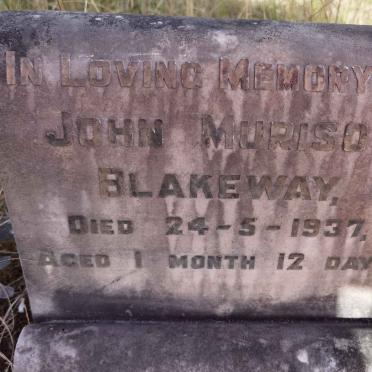 IN LOVING MEMORY
JOHN MURISO
BLAKEWAY,
DIED 24-5-1937,
AGED 1 MONTH 12 DAY